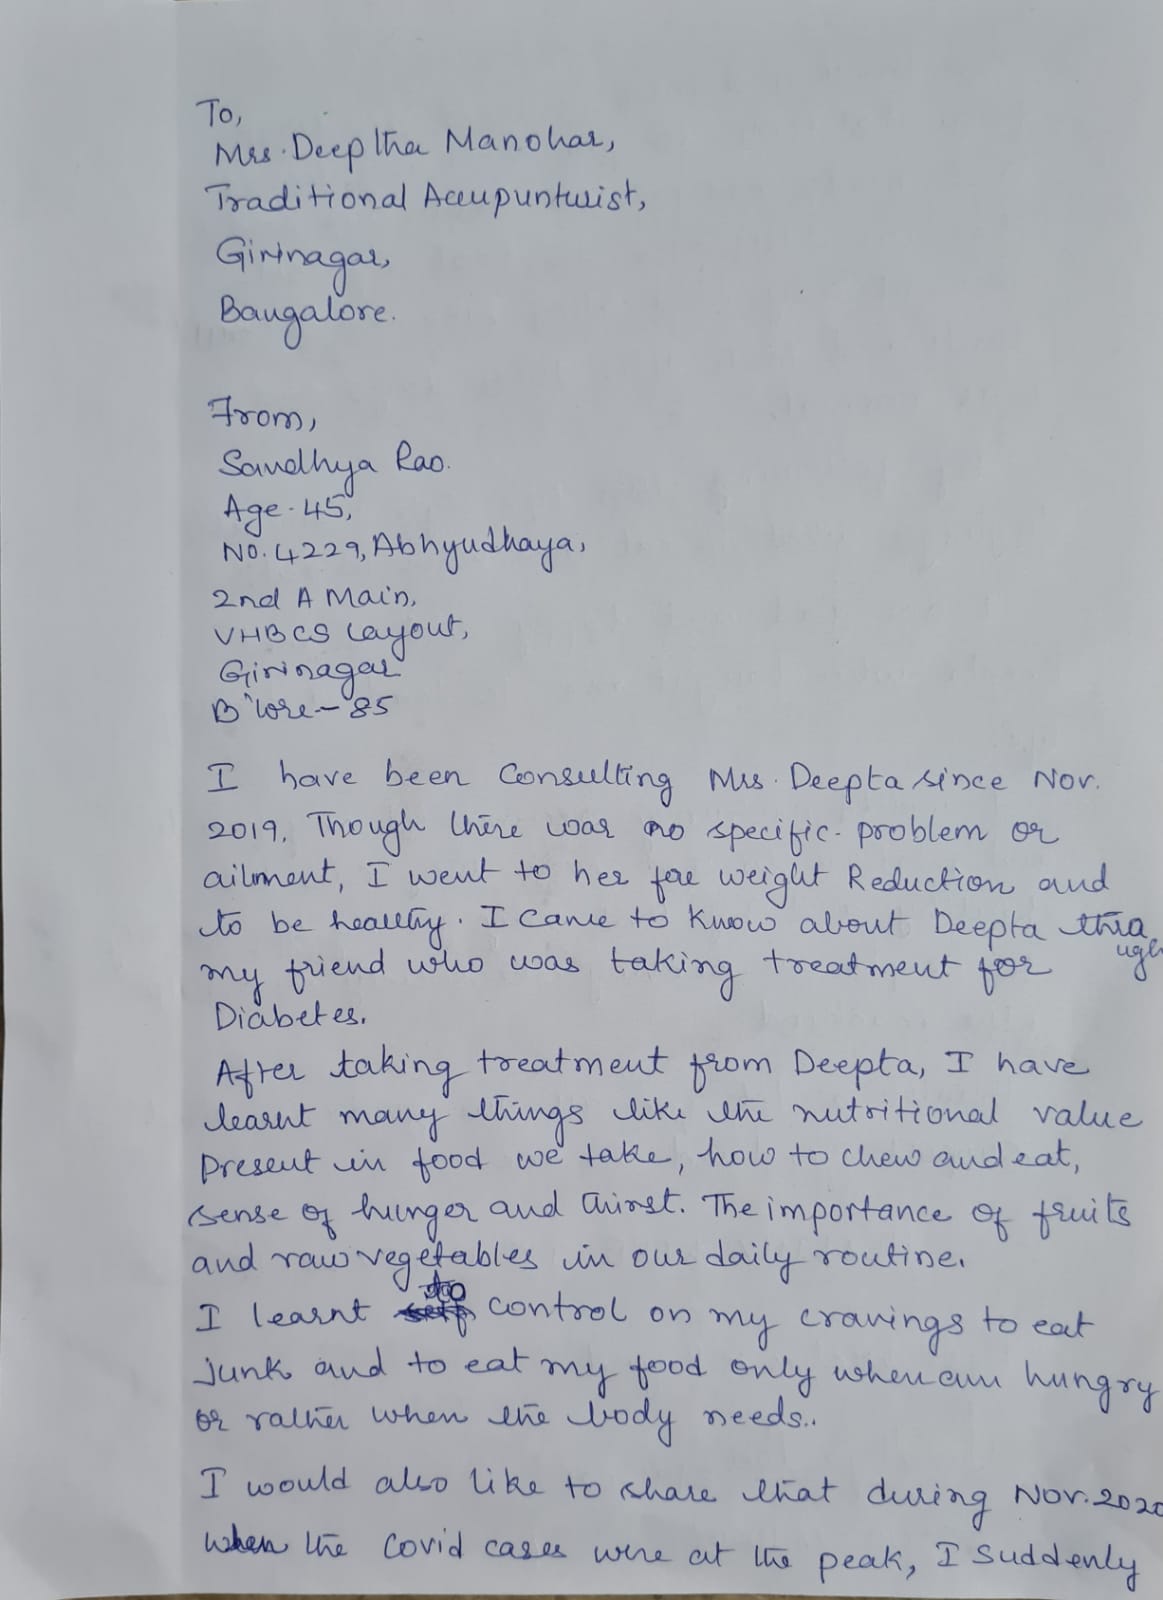 To,
Mrs. Deeptha Manohar,
Traditional Accupunturist,
Girinagar,
Bangalore.
From,
Sandhya Rao.
Age. 45,
No. 4229, Abhyudhaya,
2nd A Main,
VHBCS Layout,
Girinagar
B'lore - 85
I have been Consulting Mrs. Deepta since Nov.
2019. Though there was no specific problem or
ailment, I went to her for weight Reduction and
to be healthy. I came to know about Deepta throu
ugh
my friend who was taking treatment for
Diabetes.
After taking treatment from Deepta, I have
learnt many things like the nutritional value
present in food we take, how to chew and eat,
sense of hunger and thirst. The importance of fruits
and raw vegetables in our daily routine.
to
I learnt control on my cravings to eat
junk and to eat my food only when am hungry
or rather when the body needs..
I would also like to share that during Nov. 2020
when the Covid cases were at the peak, I suddenly